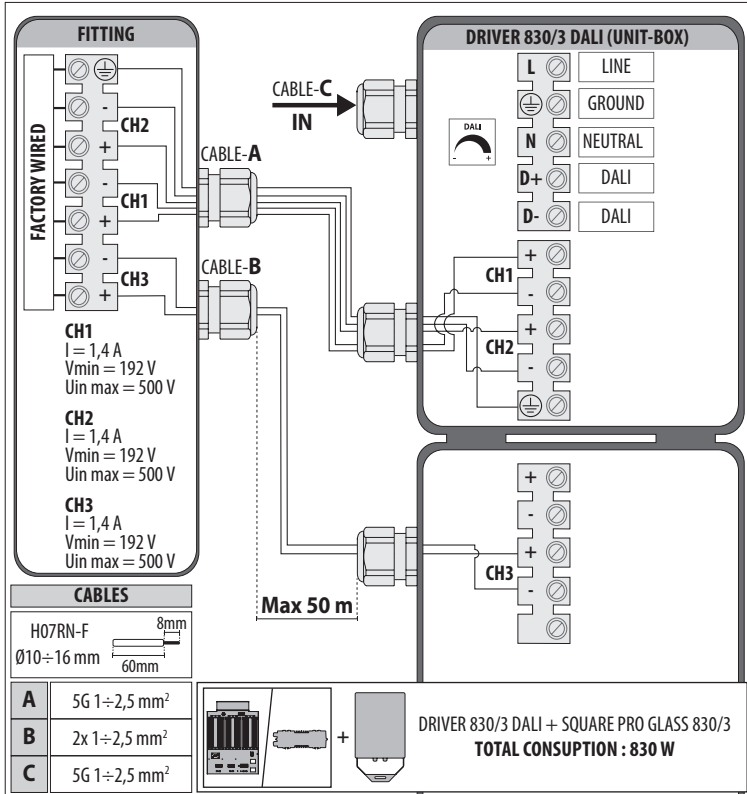 FITTING
FACTORY WIRED
-
CH2
+
-
CH1
+
-
CH3
+
CH1
I = 1,4 A
Vmin = 192 V
Uin max = 500 V
CH2
I = 1,4 A
Vmin = 192 V
Uin max = 500 V
CH3
I = 1,4 A
Vmin = 192 V
Uin max = 500 V
CABLE-A
CABLE-B
CABLE-C
IN
Max 50 m
DRIVER 830/3 DALI (UNIT-BOX)
DALI
- +
L LINE
GROUND
N NEUTRAL
D+ DALI
D- DALI
+
CH1
-
+
CH2
-
+
-
+
CH3
-
CABLES
H07RN-F
Ø10÷16 mm
8mm
60mm
A 5G 1÷2,5 mm²
B 2x 1÷2,5 mm²
C 5G 1÷2,5 mm²
+
DRIVER 830/3 DALI + SQUARE PRO GLASS 830/3
TOTAL CONSUPTION : 830 W